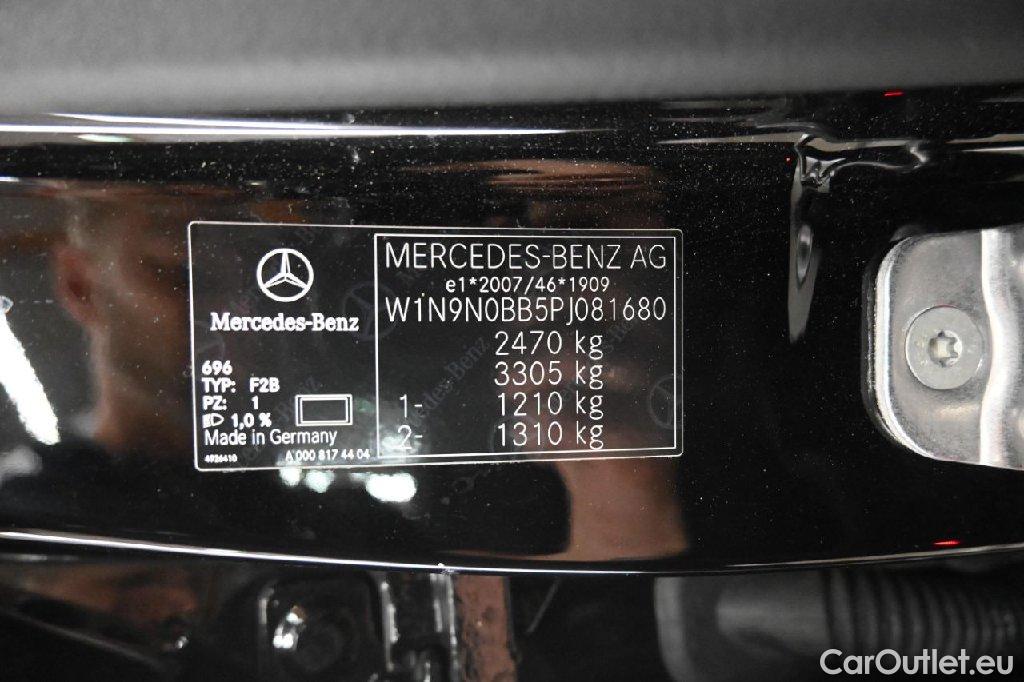 Mercedes-Benz
696
TYP: F2B
PZ: 1
1,0 %
Made in Germany
4926410
A 000 817 44 04
MERCEDES-BENZ AG
e1*2007/46*1909
W1N9N0BB5PJ081680
2470 kg
3305 kg
1- 1210 kg
2- 1310 kg
CarOutlet.eu